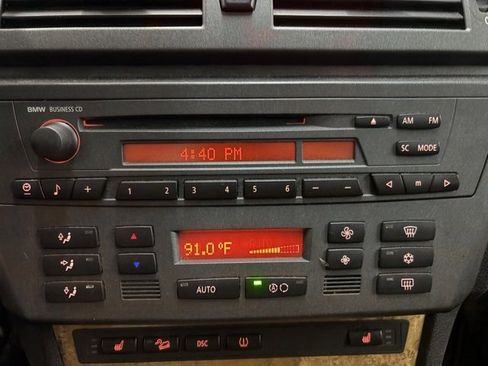 BMW BUSINESS CD
AM FM
4:40 PM
SC MODE
+ 1 2 3 4 5 6 - - m
91.0°F
AUTO
DSC